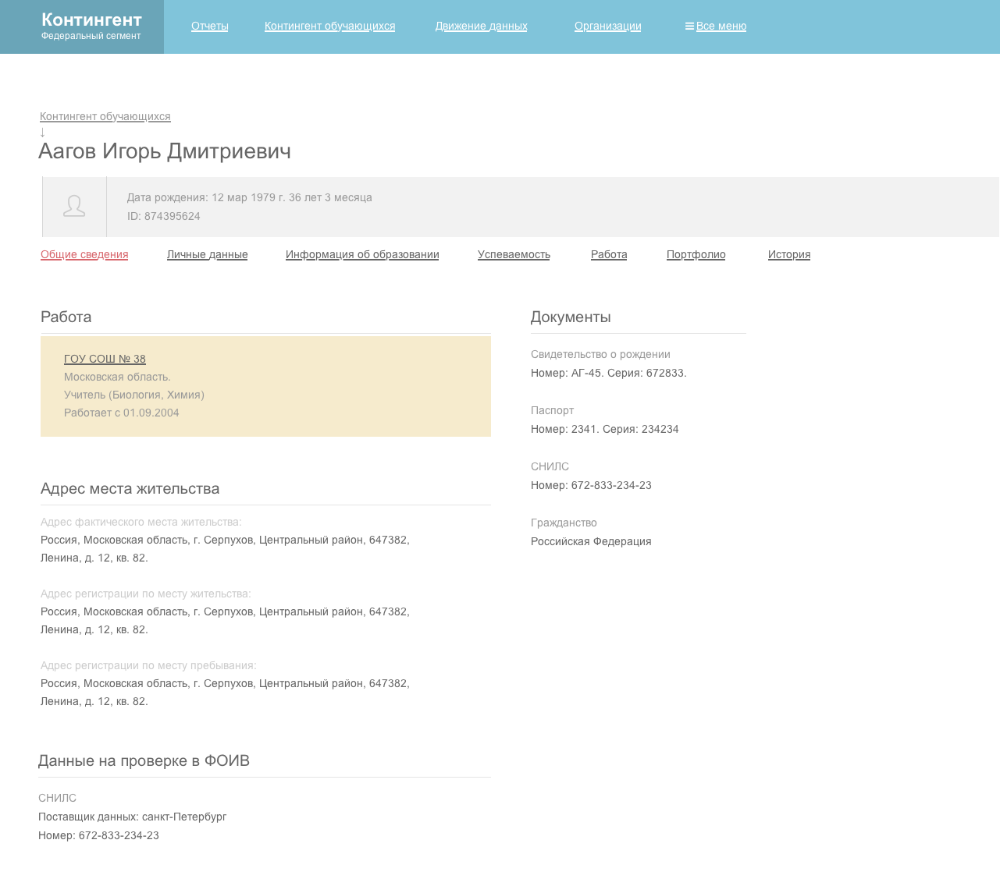 Контингент
Федеральный сегмент
Отчеты
Контингент обучающихся
Движение данных
Организации
Все меню
Контингент обучающихся
↓
Аагов Игорь Дмитриевич
Дата рождения: 12 мар 1979 г. 36 лет 3 месяца
ID: 874395624
Общие сведения
Личные данные
Информация об образовании
Успеваемость
Работа
Портфолио
История
Работа
ГОУ СОШ № 38
Московская область.
Учитель (Биология, Химия)
Работает с 01.09.2004
Адрес места жительства
Адрес фактического места жительства:
Россия, Московская область, г. Серпухов, Центральный район, 647382,
Ленина, д. 12, кв. 82.
Адрес регистрации по месту жительства:
Россия, Московская область, г. Серпухов, Центральный район, 647382,
Ленина, д. 12, кв. 82.
Адрес регистрации по месту пребывания:
Россия, Московская область, г. Серпухов, Центральный район, 647382,
Ленина, д. 12, кв. 82.
Данные на проверке в ФОИВ
СНИЛС
Поставщик данных: санкт-Петербург
Номер: 672-833-234-23
Документы
Свидетельство о рождении
Номер: АГ-45. Серия: 672833.
Паспорт
Номер: 2341. Серия: 234234
СНИЛС
Номер: 672-833-234-23
Гражданство
Российская Федерация